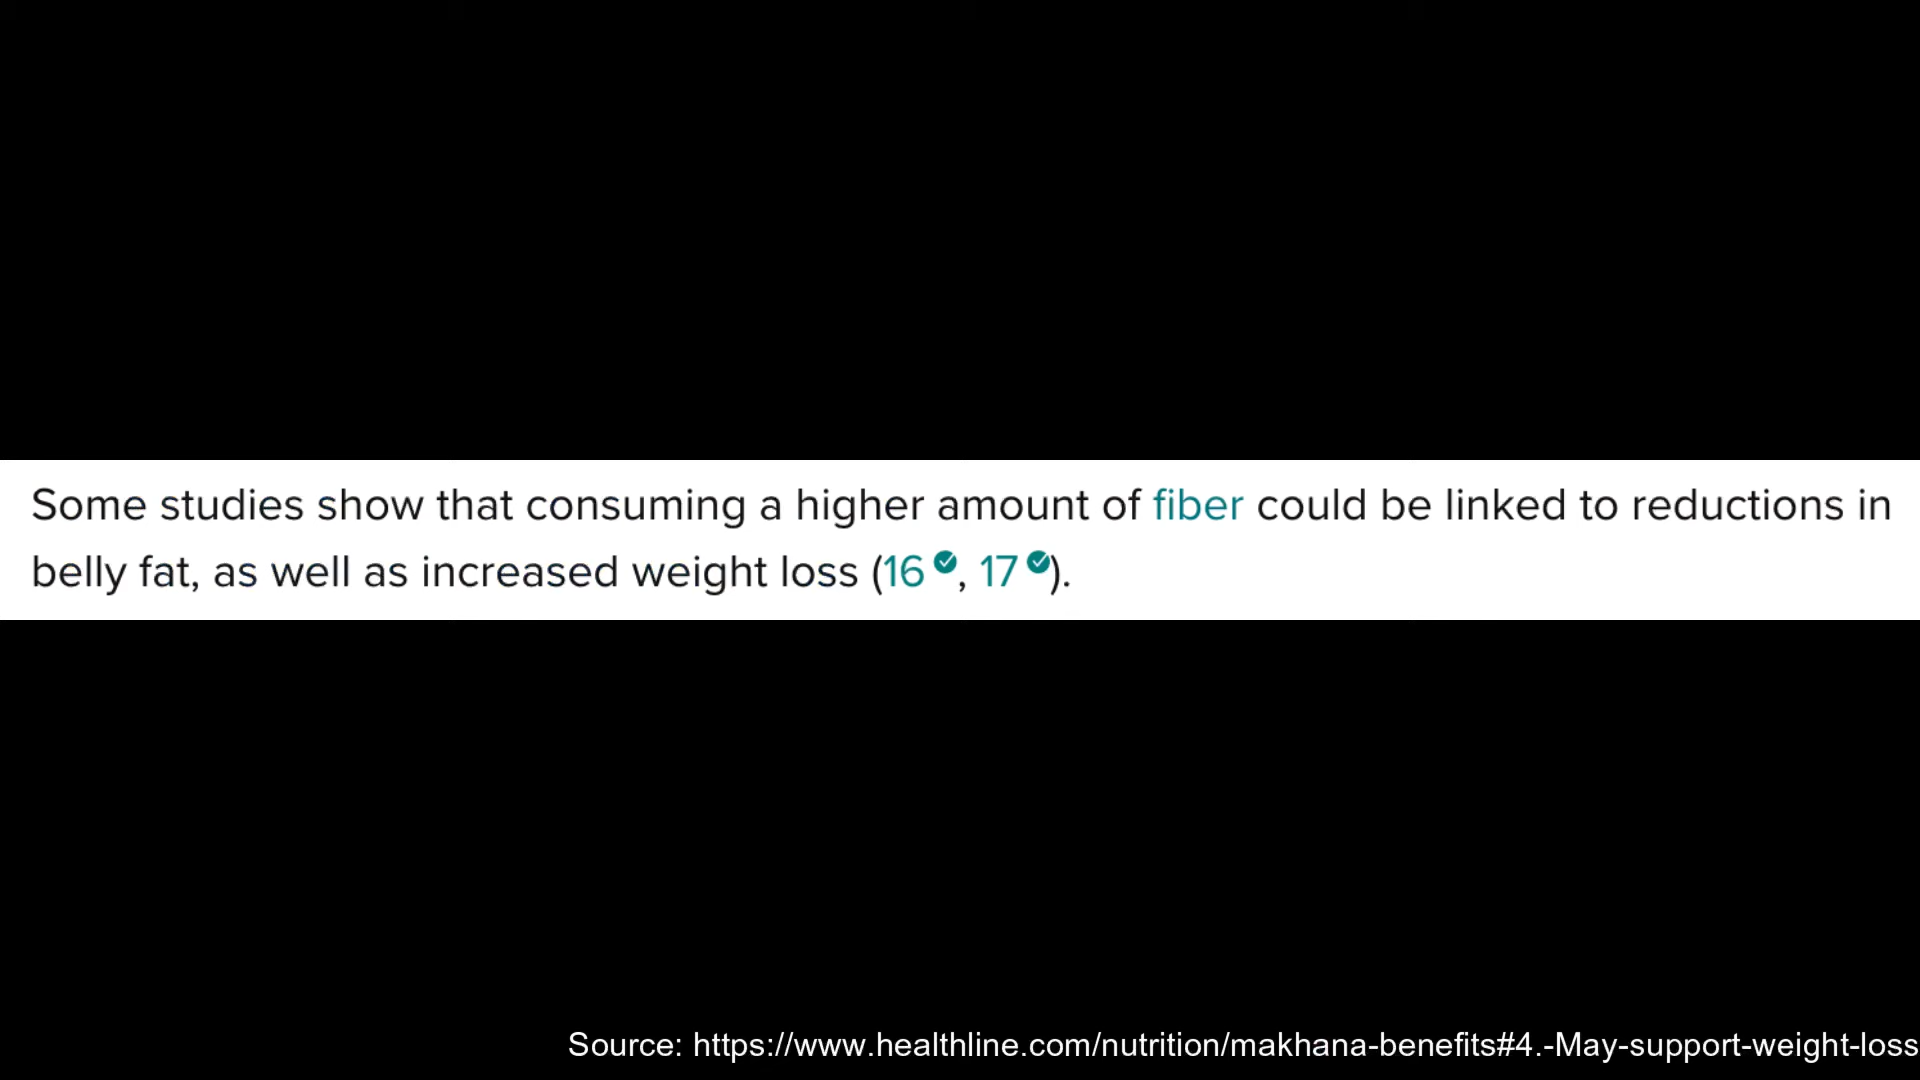 Some studies show that consuming a higher amount of fiber could be linked to reductions in
belly fat, as well as increased weight loss (16, 17).
Source: https://www.healthline.com/nutrition/makhana-benefits#4.-May-support-weight-loss